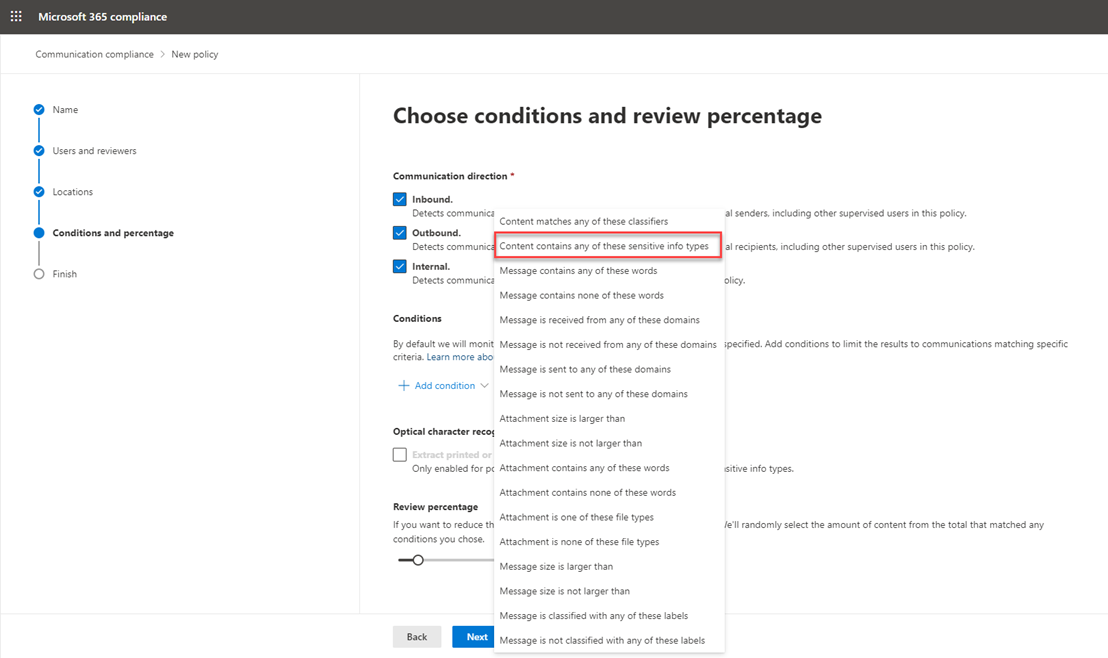 Microsoft 365 compliance
Communication compliance > New policy
Name
Users and reviewers
Locations
Conditions and percentage
Finish
Choose conditions and review percentage
Communication direction *
Inbound.
Detects communica
al senders, including other supervised users in this policy.
Outbound.
Detects communica
al recipients, including other supervised users in this policy.
Internal.
Detects communica
olicy.
Conditions
By default we will monit
specified. Add conditions to limit the results to communications matching specific
criteria. Learn more abo
Add condition
Optical character recog
Extract printed or
Only enabled for po
sitive info types.
Review percentage
If you want to reduce th
We'll randomly select the amount of content from the total that matched any
conditions you chose.
Back
Next
Content matches any of these classifiers
Content contains any of these sensitive info types
Message contains any of these words
Message contains none of these words
Message is received from any of these domains
Message is not received from any of these domains
Message is sent to any of these domains
Message is not sent to any of these domains
Attachment size is larger than
Attachment size is not larger than
Attachment contains any of these words
Attachment contains none of these words
Attachment is one of these file types
Attachment is none of these file types
Message size is larger than
Message size is not larger than
Message is classified with any of these labels
Message is not classified with any of these labels